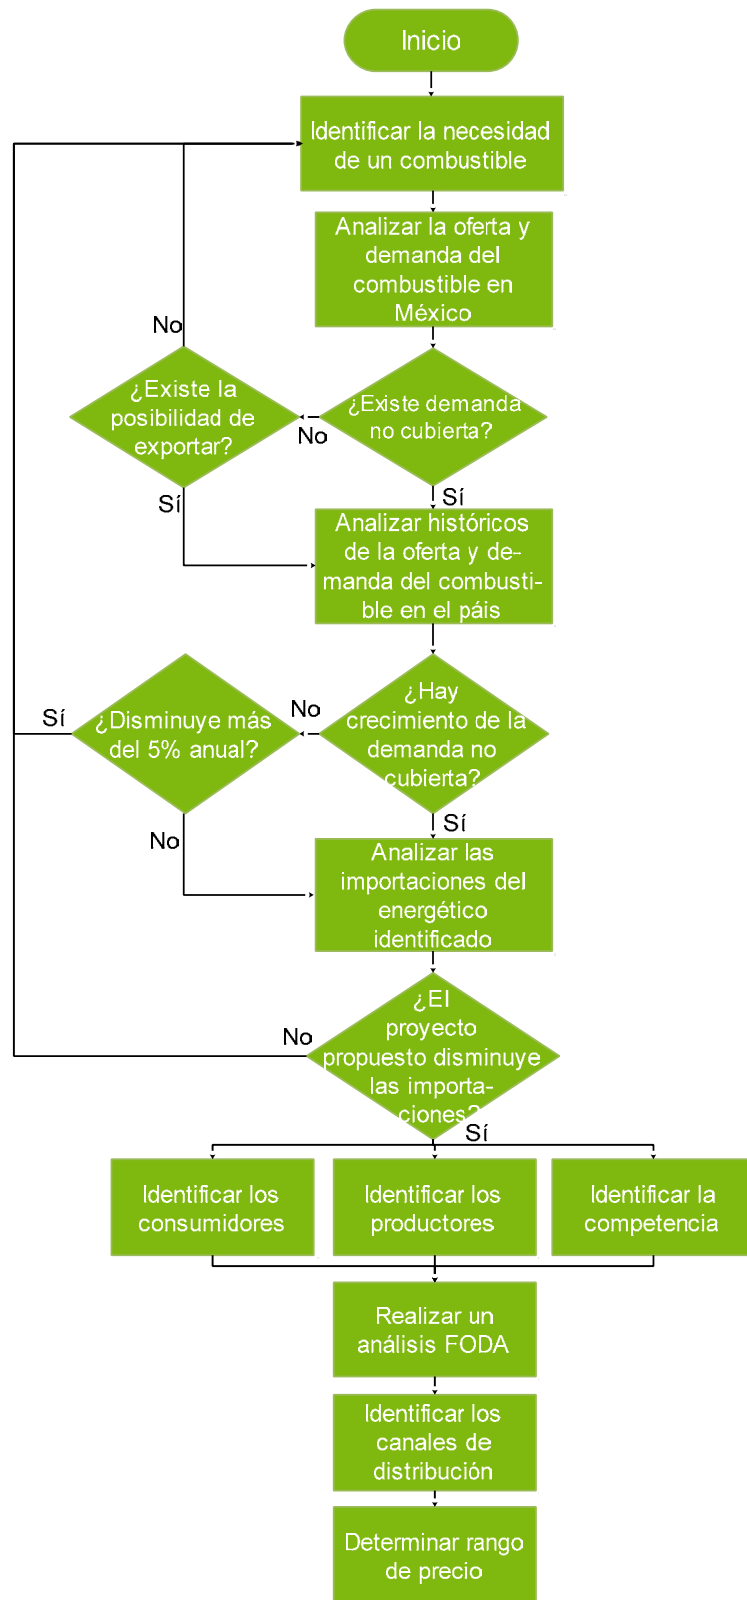 Inicio
Identificar la necesidad
de un combustible
Analizar la oferta y
demanda del
combustible en
México
No
¿Existe la
posibilidad de
exportar?
¿Existe demanda
no cubierta?
No
Sí
Sí
Analizar históricos
de la oferta y de-
manda del combusti-
ble en el páis
Sí
¿Disminuye más
del 5% anual?
No
¿Hay
crecimiento de la
demanda no
cubierta?
No
Sí
Analizar las
importaciones del
energético
identificado
No
¿El
proyecto
propuesto disminuye
las importa-
ciones?
Sí
Identificar los
consumidores
Identificar los
productores
Identificar la
competencia
Realizar un
análisis FODA
Identificar los
canales de
distribución
Determinar rango
de precio